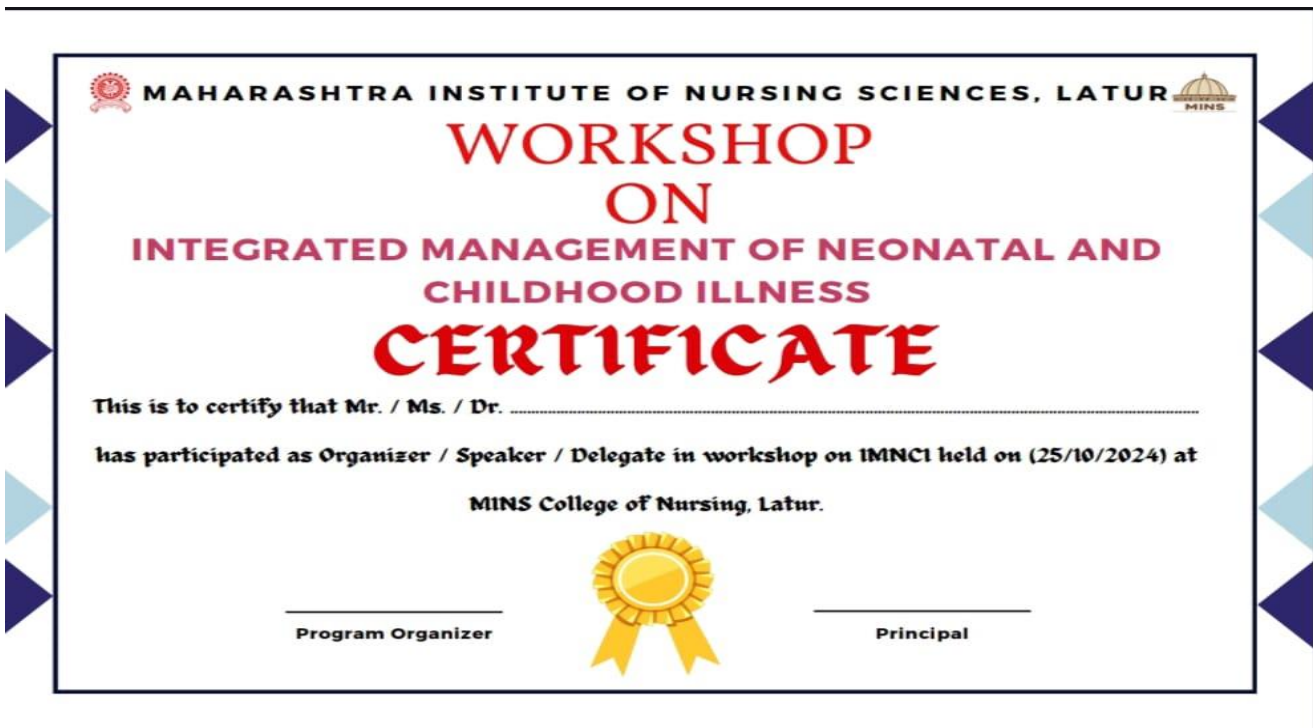 MAHARASHTRA INSTITUTE OF NURSING SCIENCES, LATUR
MINS
WORKSHOP
ON
INTEGRATED MANAGEMENT OF NEONATAL AND
CHILDHOOD ILLNESS
CERTIFICATE
This is to certify that Mr. / Ms. / Dr. ................................................................
has participated as Organizer / Speaker / Delegate in workshop on IMNCI held on (25/10/2024) at
MINS College of Nursing, Latur.
Program Organizer
Principal